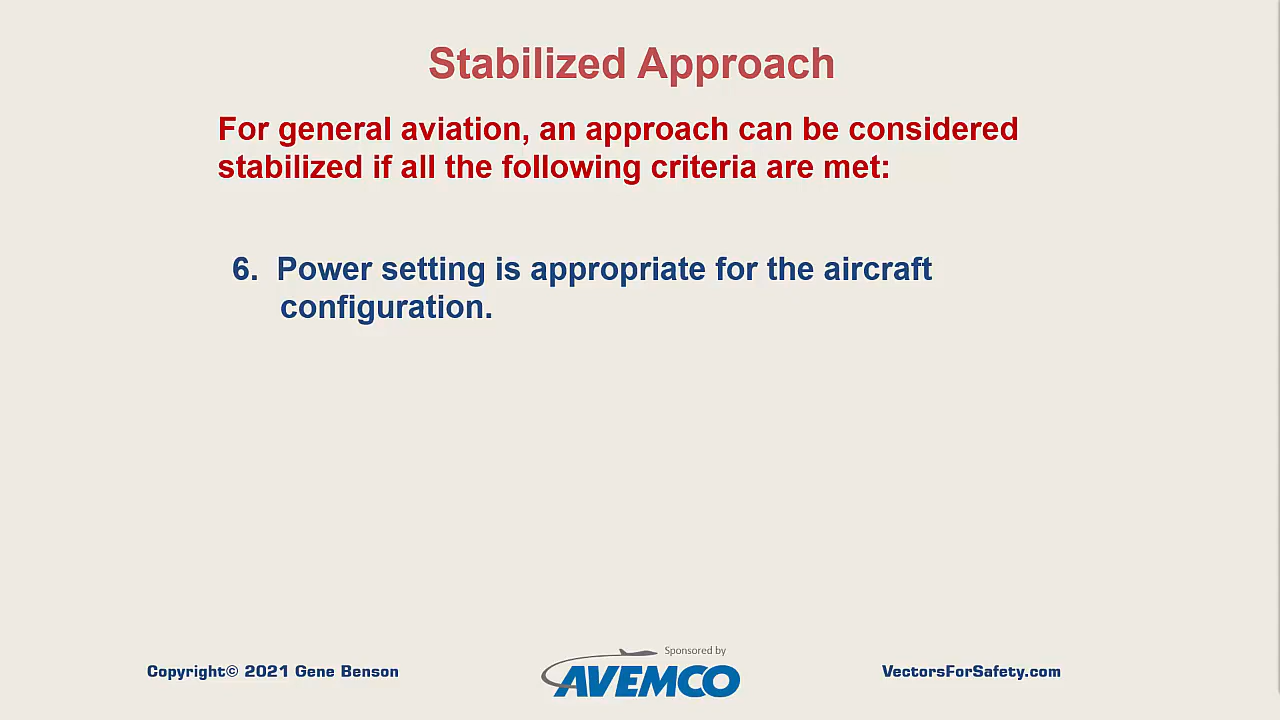 Stabilized Approach
For general aviation, an approach can be considered
stabilized if all the following criteria are met:
6. Power setting is appropriate for the aircraft
configuration.
Sponsored by
Copyright© 2021 Gene Benson
AVEMCO
VectorsForSafety.com